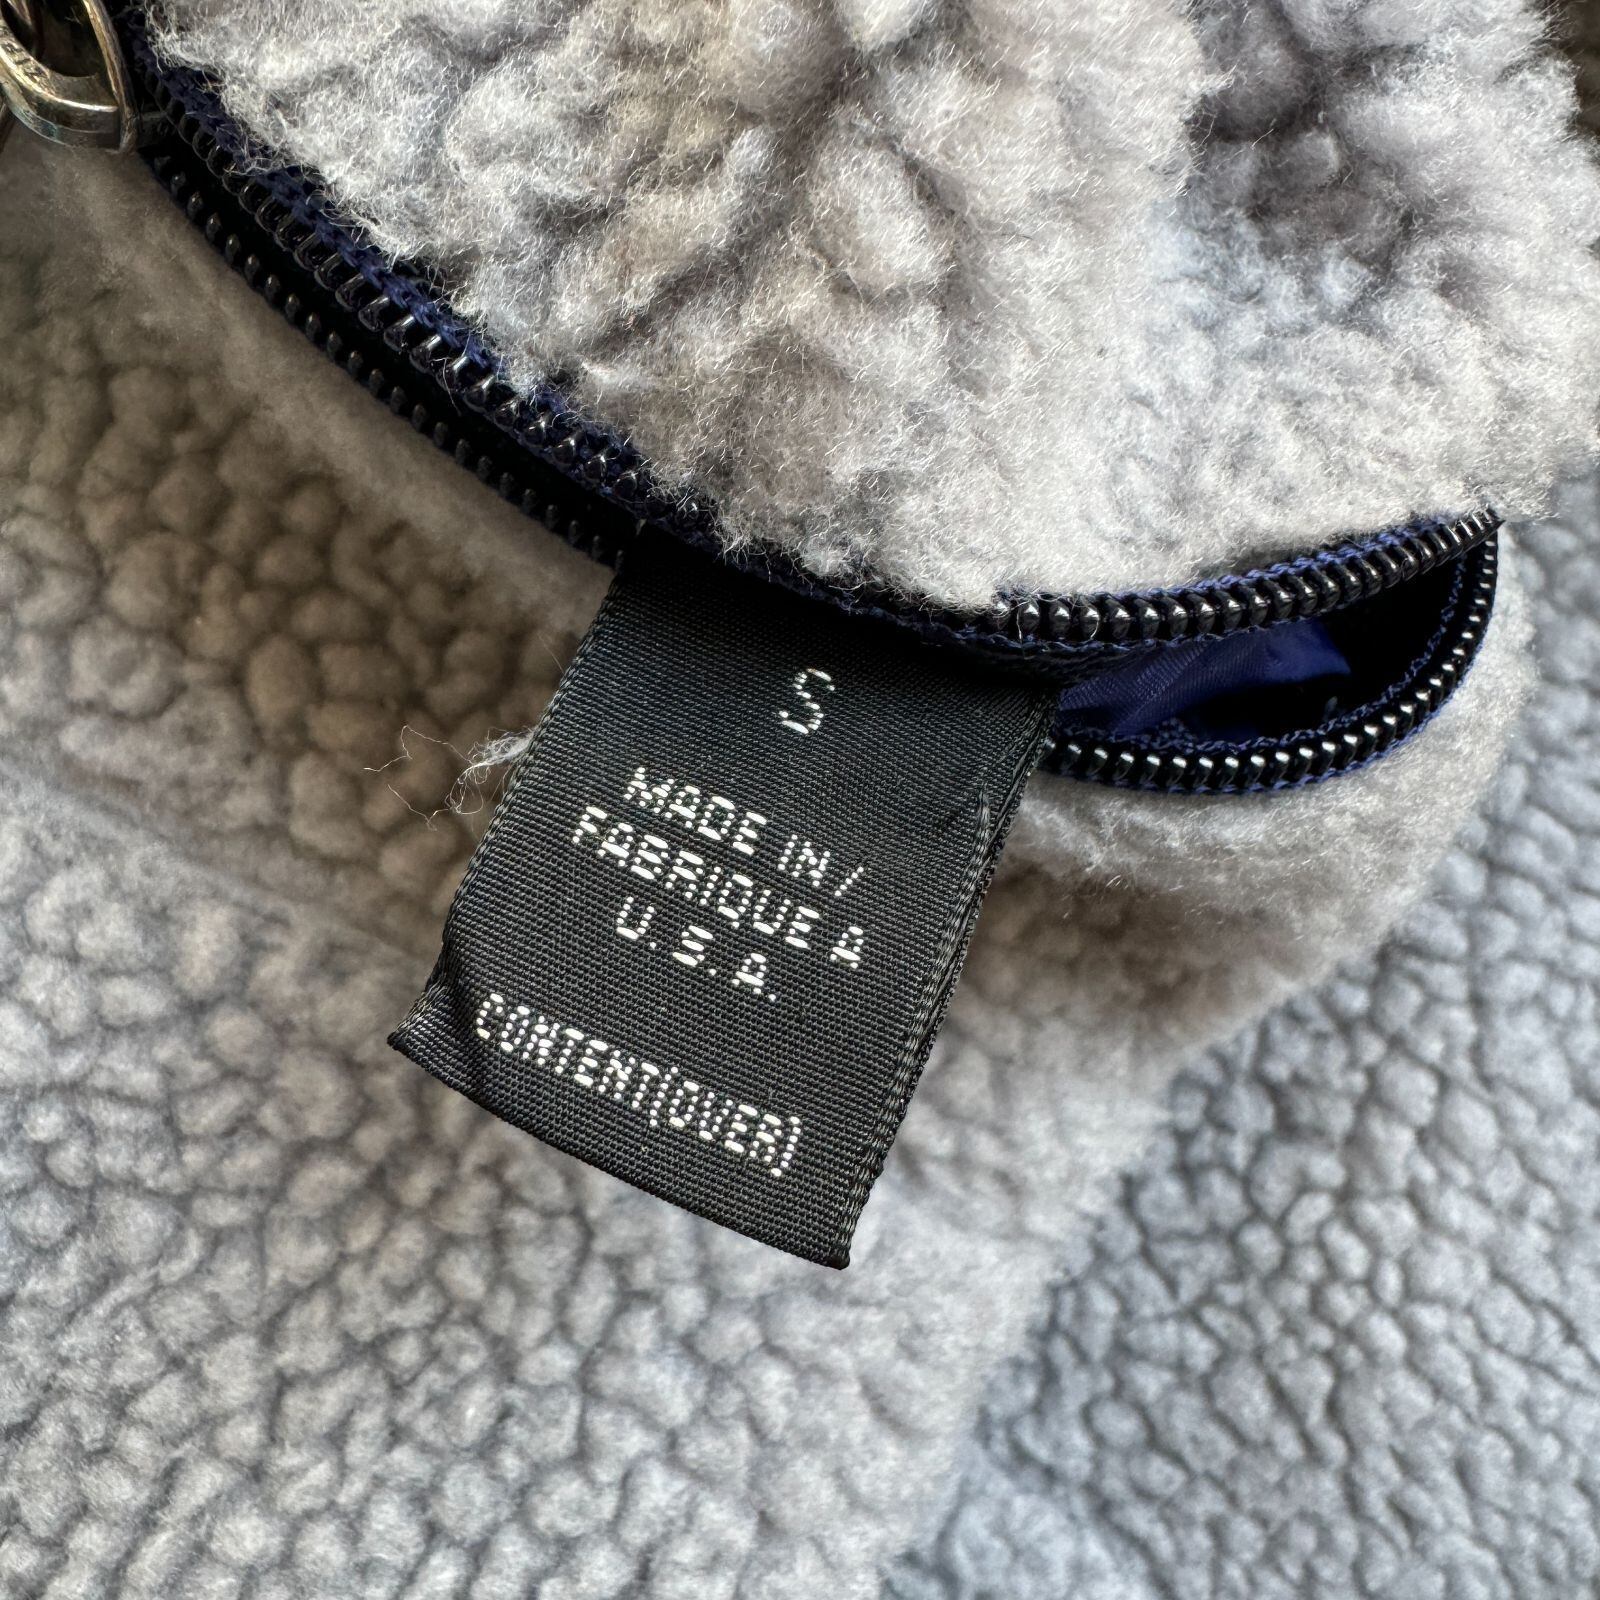 S
MADE IN /
FABRIQUE A
U.S.A.
CONTENT(OVER)